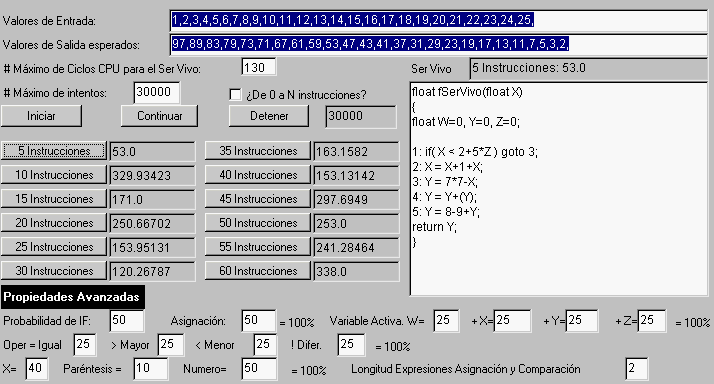 Valores de Entrada: 1,2,3,4,5,6,7,8,9,10,11,12,13,14,15,16,17,18,19,20,21,22,23,24,25,
Valores de Salida esperados: 97,89,83,79,73,71,67,61,59,53,47,43,41,37,31,29,23,19,17,13,11,7,5,3,2,
# Máximo de Ciclos CPU para el Ser Vivo: 130
Ser Vivo 5 Instrucciones: 53.0
# Máximo de intentos: 30000 ¿De 0 a N instrucciones?
Iniciar Continuar Detener 30000
5 Instrucciones 53.0 35 Instrucciones 163.1582
10 Instrucciones 329.93423 40 Instrucciones 153.13142
15 Instrucciones 171.0 45 Instrucciones 297.6949
20 Instrucciones 250.66702 50 Instrucciones 253.0
25 Instrucciones 153.95131 55 Instrucciones 241.28464
30 Instrucciones 120.26787 60 Instrucciones 338.0
float fSerVivo(float X)
{
float W=0, Y=0, Z=0;
1: if( X < 2+5*Z ) goto 3;
2: X = X+1+X;
3: Y = 7*7-X;
4: Y = Y+(Y);
5: Y = 8-9+Y;
return Y;
}
Propiedades Avanzadas
Probabilidad de IF: 50 Asignación: 50 = 100% Variable Activa. W= 25 + X= 25 + Y= 25 + Z= 25 = 100%
Oper = Igual 25 > Mayor 25 < Menor 25 ! Difer. 25 = 100%
X= 40 Paréntesis = 10 Numero= 50 = 100% Longitud Expresiones Asignación y Comparación 2